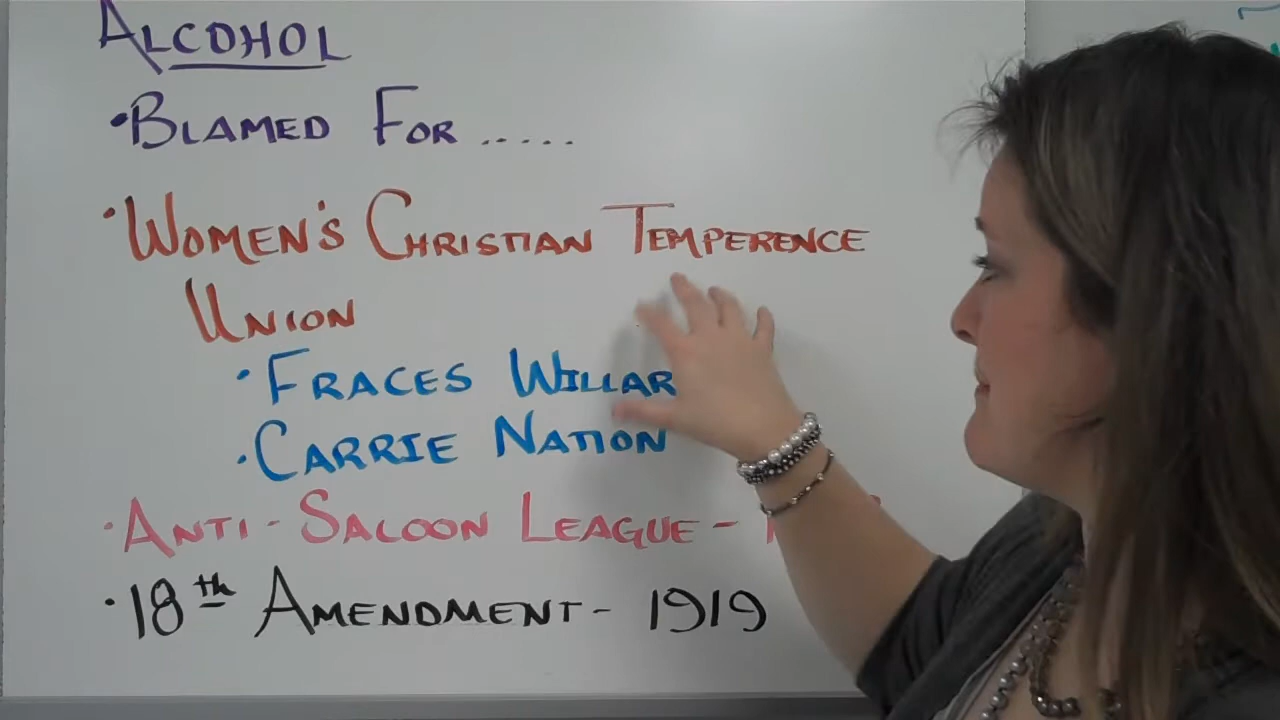 ALCOHOL
•BLAMED FOR .....
•WOMEN'S CHRISTIAN TEMPERENCE
UNION
•FRACES WILLAR
•CARRIE NATION
•ANTI-SALOON LEAGUE -
•18th AMENDMENT - 1919